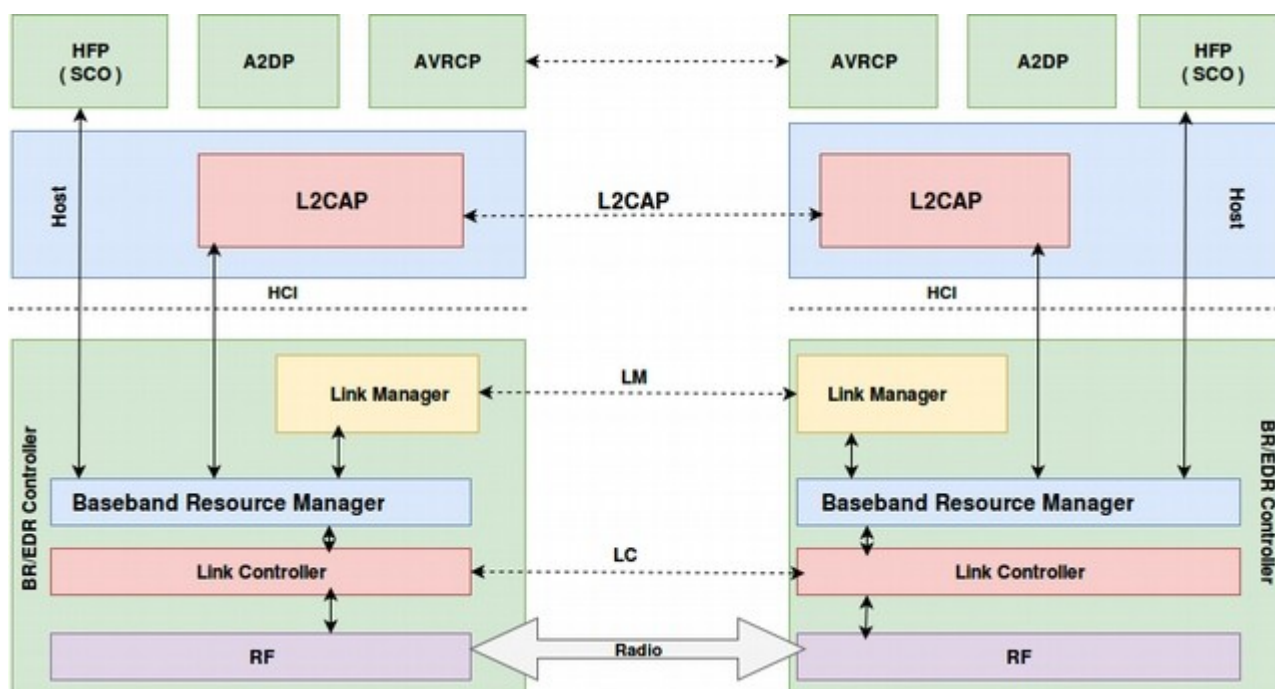 HFP
( SCO )
A2DP
AVRCP
AVRCP
A2DP
HFP
( SCO )
Host
L2CAP
L2CAP
L2CAP
Host
HCI
HCI
BR/EDR Controller
Link Manager
LM
Link Manager
BR/EDR Controller
Baseband Resource Manager
Baseband Resource Manager
Link Controller
LC
Link Controller
RF
Radio
RF